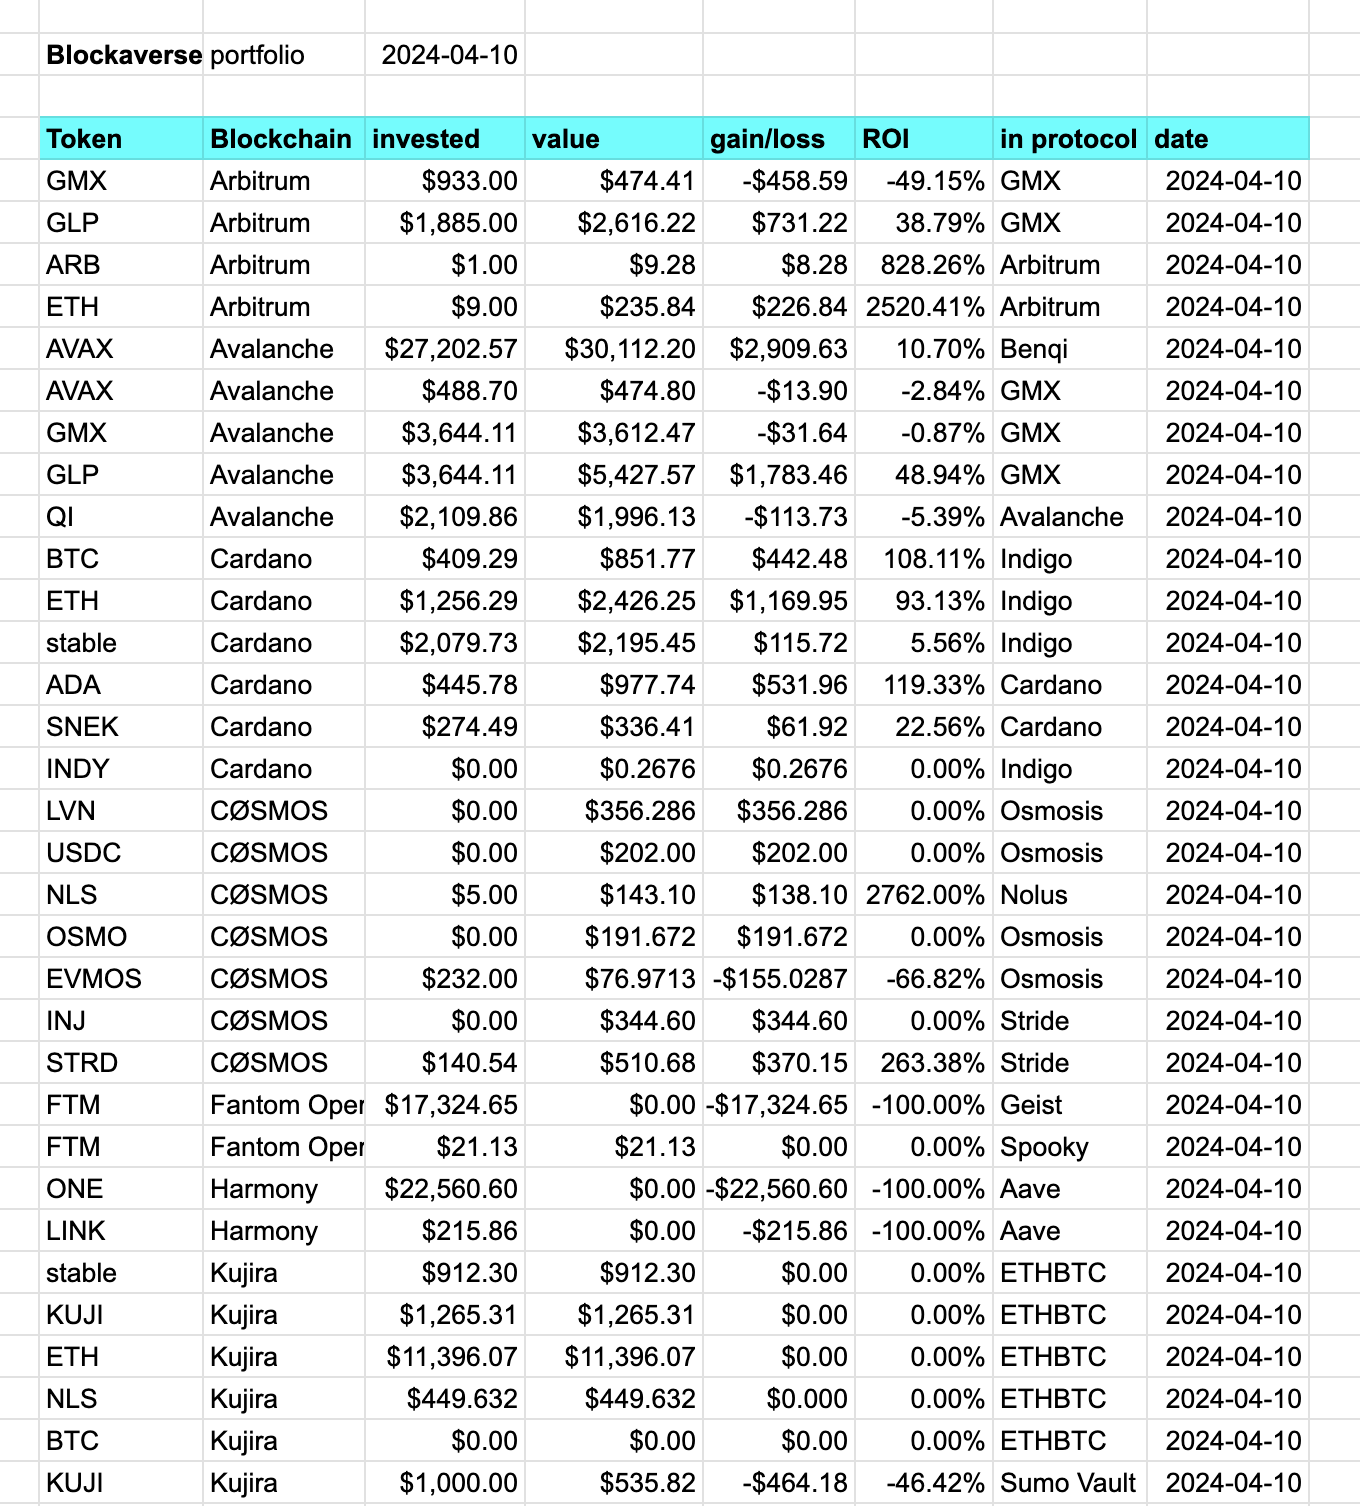 Blockaverse portfolio 2024-04-10
Token Blockchain invested value gain/loss ROI in protocol date
GMX Arbitrum $933.00 $474.41 -$458.59 -49.15% GMX 2024-04-10
GLP Arbitrum $1,885.00 $2,616.22 $731.22 38.79% GMX 2024-04-10
ARB Arbitrum $1.00 $9.28 $8.28 828.26% Arbitrum 2024-04-10
ETH Arbitrum $9.00 $235.84 $226.84 2520.41% Arbitrum 2024-04-10
AVAX Avalanche $27,202.57 $30,112.20 $2,909.63 10.70% Benqi 2024-04-10
AVAX Avalanche $488.70 $474.80 -$13.90 -2.84% GMX 2024-04-10
GMX Avalanche $3,644.11 $3,612.47 -$31.64 -0.87% GMX 2024-04-10
GLP Avalanche $3,644.11 $5,427.57 $1,783.46 48.94% GMX 2024-04-10
QI Avalanche $2,109.86 $1,996.13 -$113.73 -5.39% Avalanche 2024-04-10
BTC Cardano $409.29 $851.77 $442.48 108.11% Indigo 2024-04-10
ETH Cardano $1,256.29 $2,426.25 $1,169.95 93.13% Indigo 2024-04-10
stable Cardano $2,079.73 $2,195.45 $115.72 5.56% Indigo 2024-04-10
ADA Cardano $445.78 $977.74 $531.96 119.33% Cardano 2024-04-10
SNEK Cardano $274.49 $336.41 $61.92 22.56% Cardano 2024-04-10
INDY Cardano $0.00 $0.2676 $0.2676 0.00% Indigo 2024-04-10
LVN CØSMOS $0.00 $356.286 $356.286 0.00% Osmosis 2024-04-10
USDC CØSMOS $0.00 $202.00 $202.00 0.00% Osmosis 2024-04-10
NLS CØSMOS $5.00 $143.10 $138.10 2762.00% Nolus 2024-04-10
OSMO CØSMOS $0.00 $191.672 $191.672 0.00% Osmosis 2024-04-10
EVMOS CØSMOS $232.00 $76.9713 -$155.0287 -66.82% Osmosis 2024-04-10
INJ CØSMOS $0.00 $344.60 $344.60 0.00% Stride 2024-04-10
STRD CØSMOS $140.54 $510.68 $370.15 263.38% Stride 2024-04-10
FTM Fantom Oper $17,324.65 $0.00 -$17,324.65 -100.00% Geist 2024-04-10
FTM Fantom Oper $21.13 $21.13 $0.00 0.00% Spooky 2024-04-10
ONE Harmony $22,560.60 $0.00 -$22,560.60 -100.00% Aave 2024-04-10
LINK Harmony $215.86 $0.00 -$215.86 -100.00% Aave 2024-04-10
stable Kujira $912.30 $912.30 $0.00 0.00% ETHBTC 2024-04-10
KUJI Kujira $1,265.31 $1,265.31 $0.00 0.00% ETHBTC 2024-04-10
ETH Kujira $11,396.07 $11,396.07 $0.00 0.00% ETHBTC 2024-04-10
NLS Kujira $449.632 $449.632 $0.000 0.00% ETHBTC 2024-04-10
BTC Kujira $0.00 $0.00 $0.00 0.00% ETHBTC 2024-04-10
KUJI Kujira $1,000.00 $535.82 -$464.18 -46.42% Sumo Vault 2024-04-10